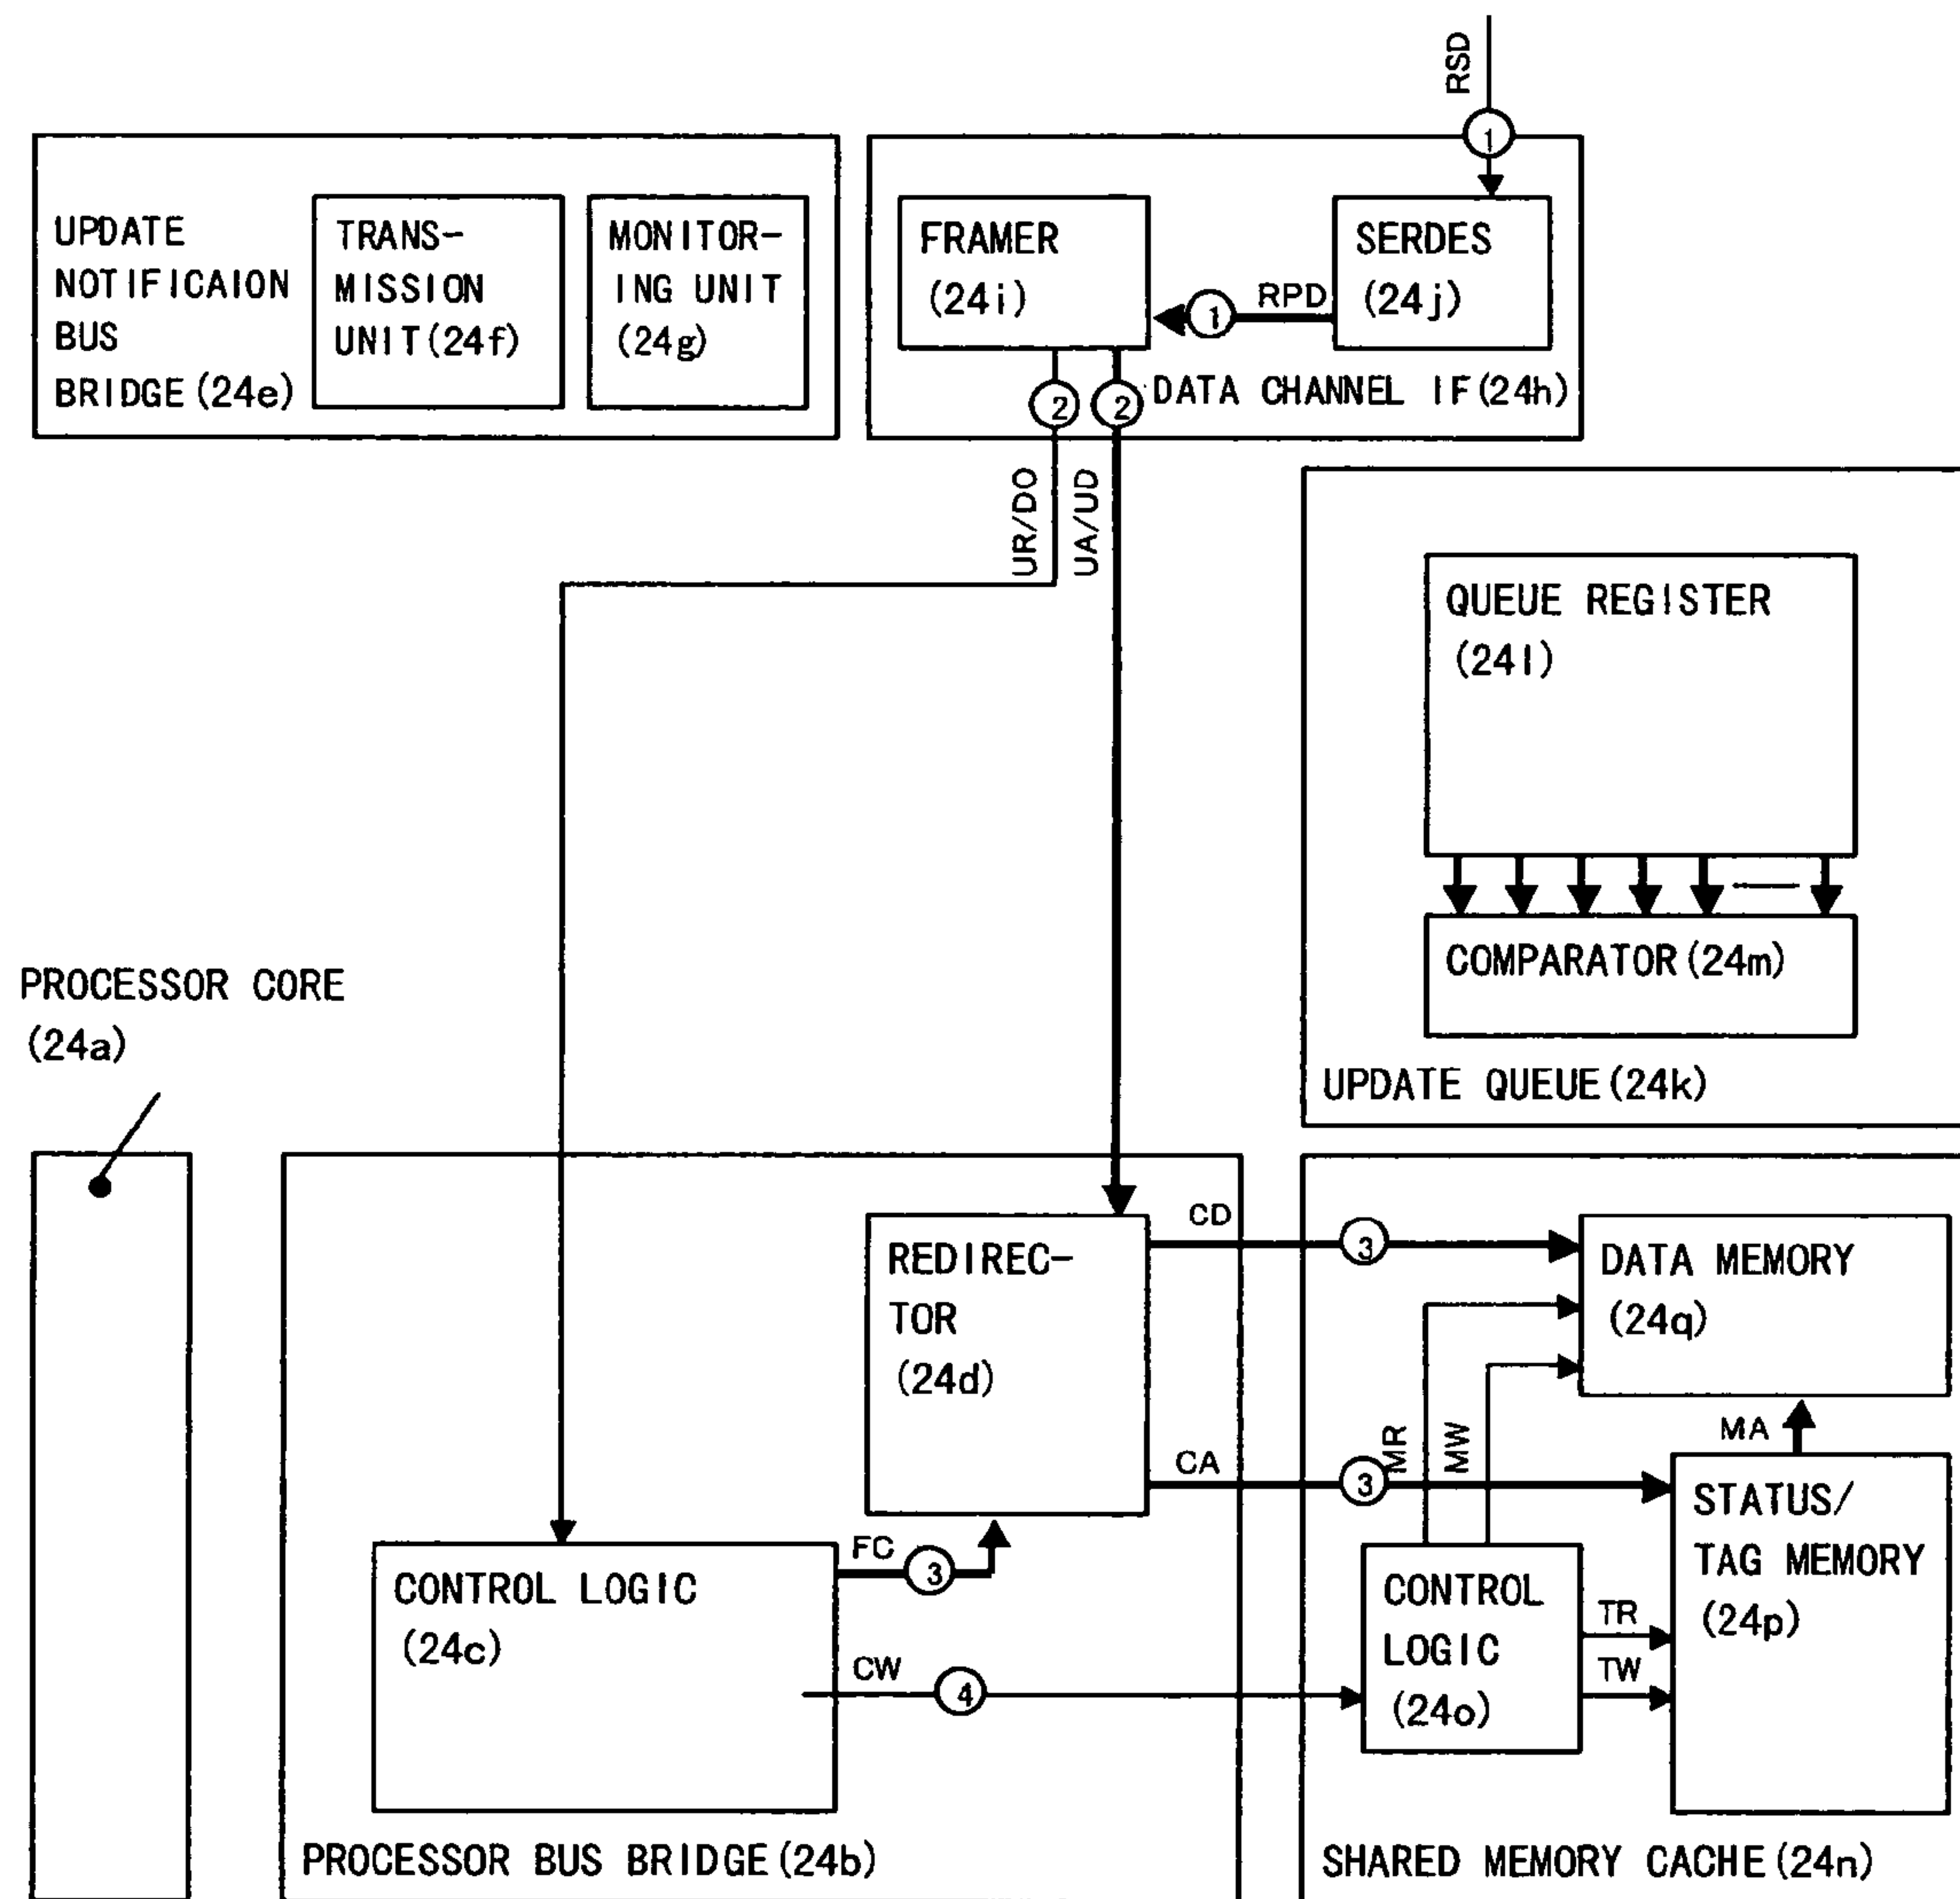 RSD
1
UPDATE
NOTIFICAION
BUS
BRIDGE(24e)
TRANS-
MISSION
UNIT(24f)
MONITOR-
ING UNIT
(24g)
FRAMER
(24i)
1
RPD
SERDES
(24j)
2
2
DATA CHANNEL IF(24h)
UR/DO
UA/UD
QUEUE REGISTER
(24l)
COMPARATOR(24m)
UPDATE QUEUE(24k)
PROCESSOR CORE
(24a)
REDIREC-
TOR
(24d)
CD
3
DATA MEMORY
(24q)
MR
MW
MA
CA
3
STATUS/
TAG MEMORY
(24p)
CONTROL LOGIC
(24c)
FC
3
CW
4
CONTROL
LOGIC
(24o)
TR
TW
PROCESSOR BUS BRIDGE(24b)
SHARED MEMORY CACHE(24n)